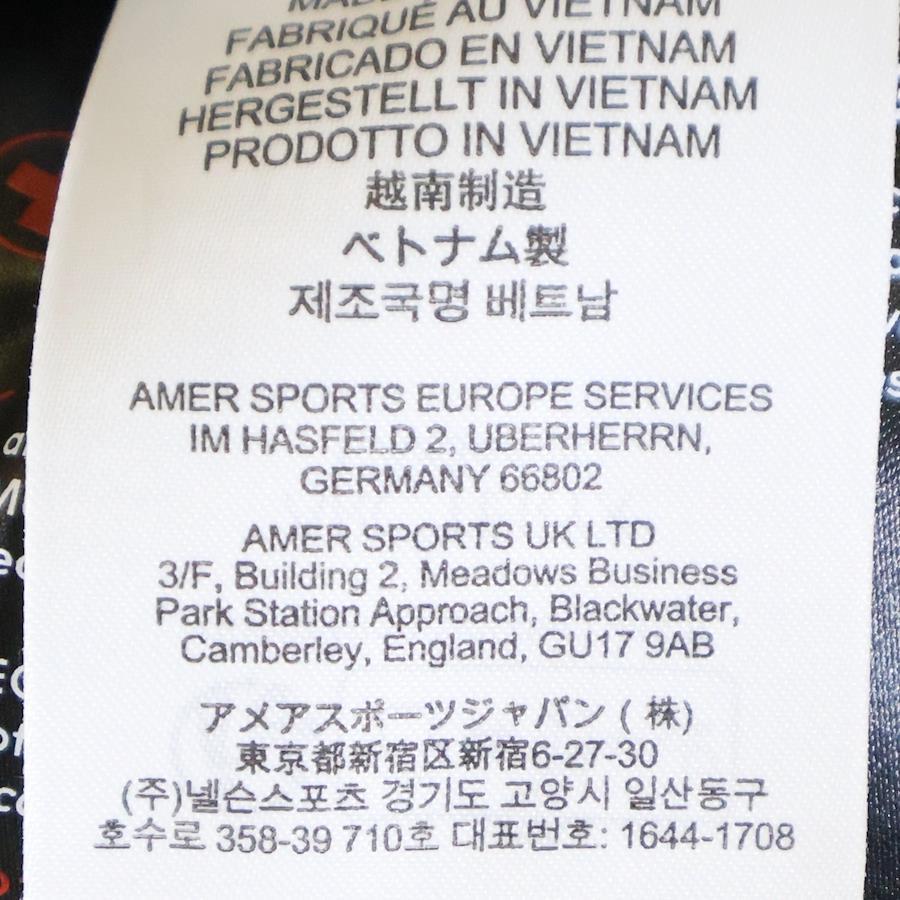 FABRIQUÉ AU VIETNAM
FABRICADO EN VIETNAM
HERGESTELLT IN VIETNAM
PRODOTTO IN VIETNAM
越南制造
ベトナム製
제조국명 베트남
AMER SPORTS EUROPE SERVICES
IM HASFELD 2, UBERHERRN,
GERMANY 66802
AMER SPORTS UK LTD
3/F, Building 2, Meadows Business
Park Station Approach, Blackwater,
Camberley, England, GU17 9AB
アメアスポーツジャパン ( 株)
東京都新宿区新宿6-27-30
(주)넬슨스포츠 경기도 고양시 일산동구
호수로 358-39 710호 대표번호: 1644-1708